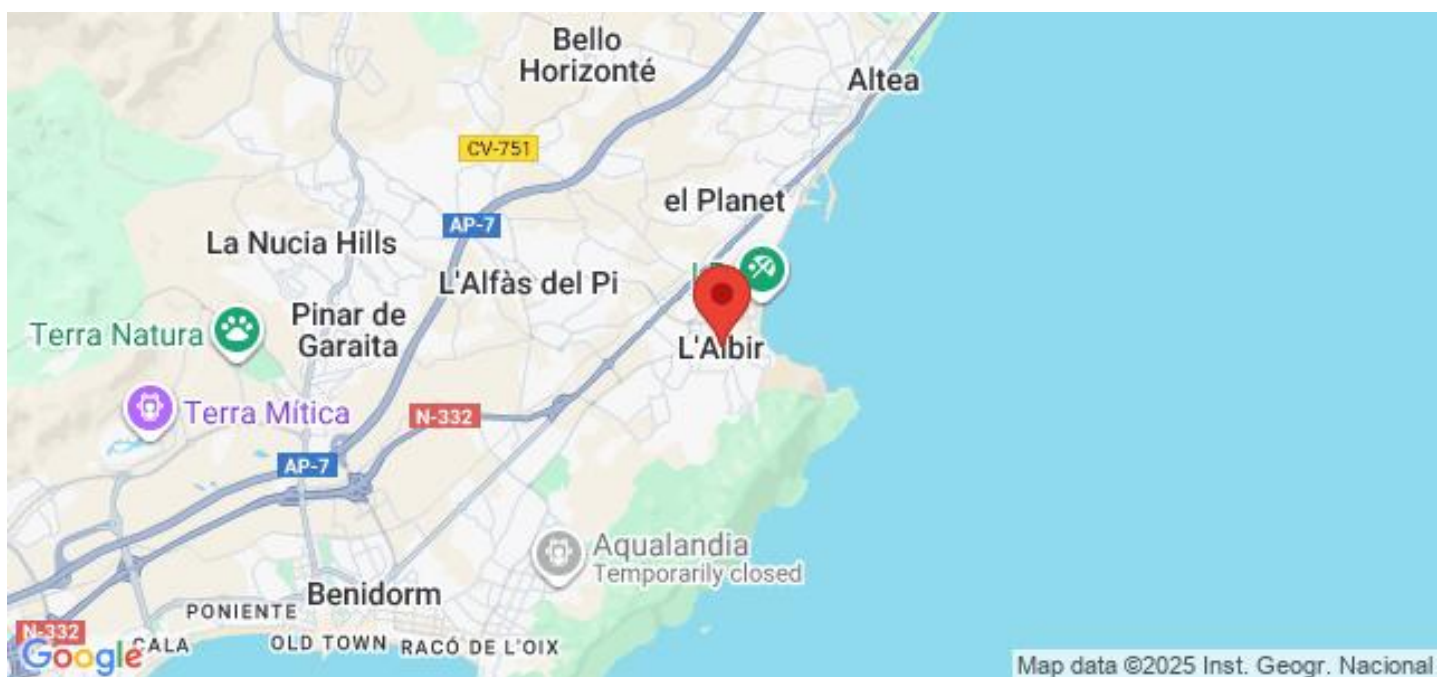 Bello
Horizonté
Altea
CV-751
el Planet
AP-7
La Nucia Hills
L'Alfàs del Pi
Pinar de
Garaita
Terra Natura
L'Albir
Terra Mítica
N-332
AP-7
Aqualandia
Temporarily closed
Benidorm
PONIENTE
N-332
CALA
OLD TOWN
RACÓ DE L'OIX
Google
Map data ©2025 Inst. Geogr. Nacional